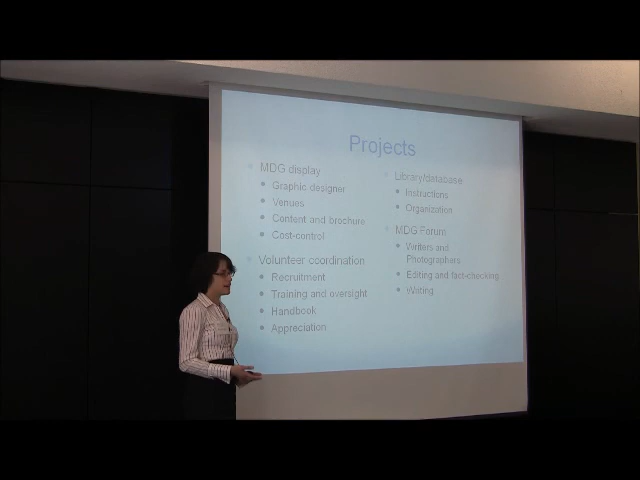 Projects
MDG display
Graphic designer
Venues
Content and brochure
Cost-control
Volunteer coordination
Recruitment
Training and oversight
Handbook
Appreciation
Library/database
Instructions
Organization
MDG Forum
Writers and
Photographers
Editing and fact-checking
Writing